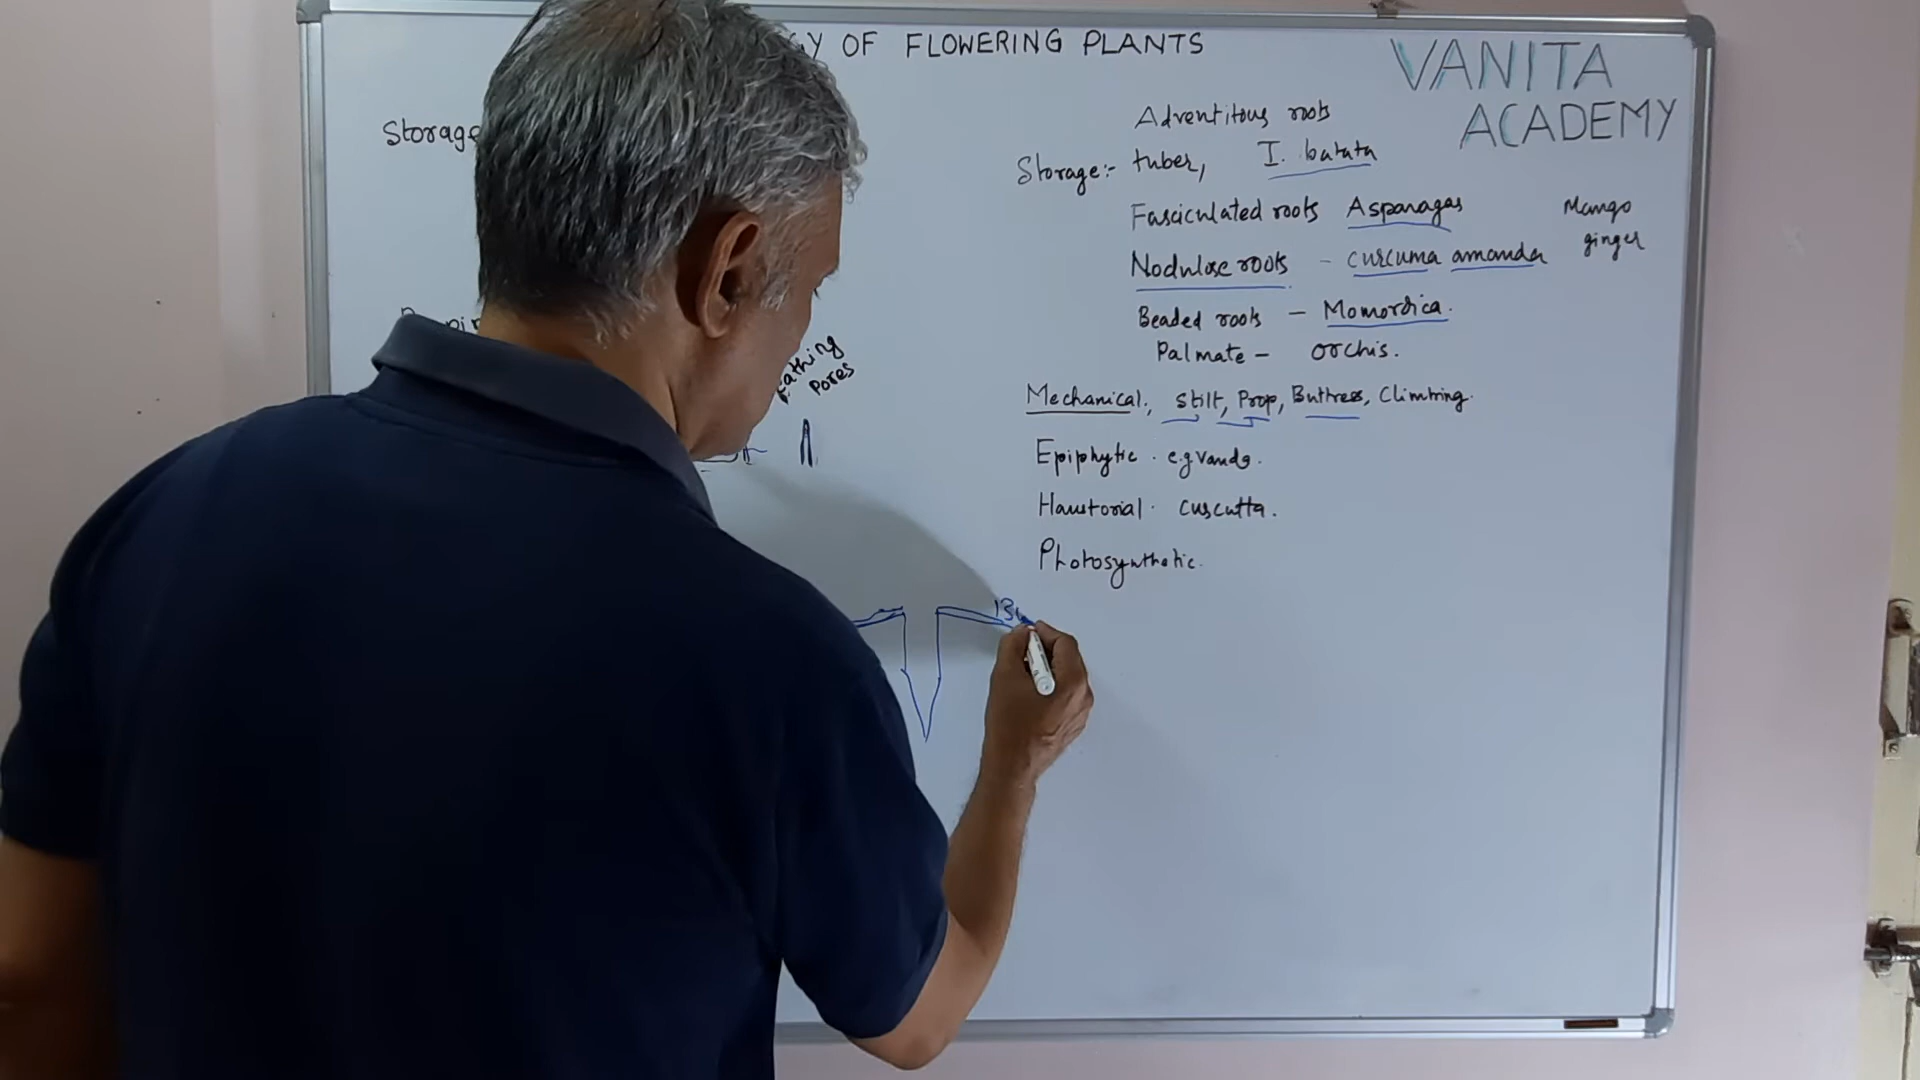 OF FLOWERING PLANTS
VANITA
ACADEMY
Storage
Pores
Adventitous roots
Storage:- tuber, I. batata
Fasciculated roots Asparagas
Mango
ginger
Nodulose roots - curcuma amanda
Beaded roots - Momordica.
Palmate - orchis.
Mechanical, stilt, Prop, Buttress, Climbing.
Epiphytic. e.g vanda.
Haustorial. cuscutta.
Photosynthetic.